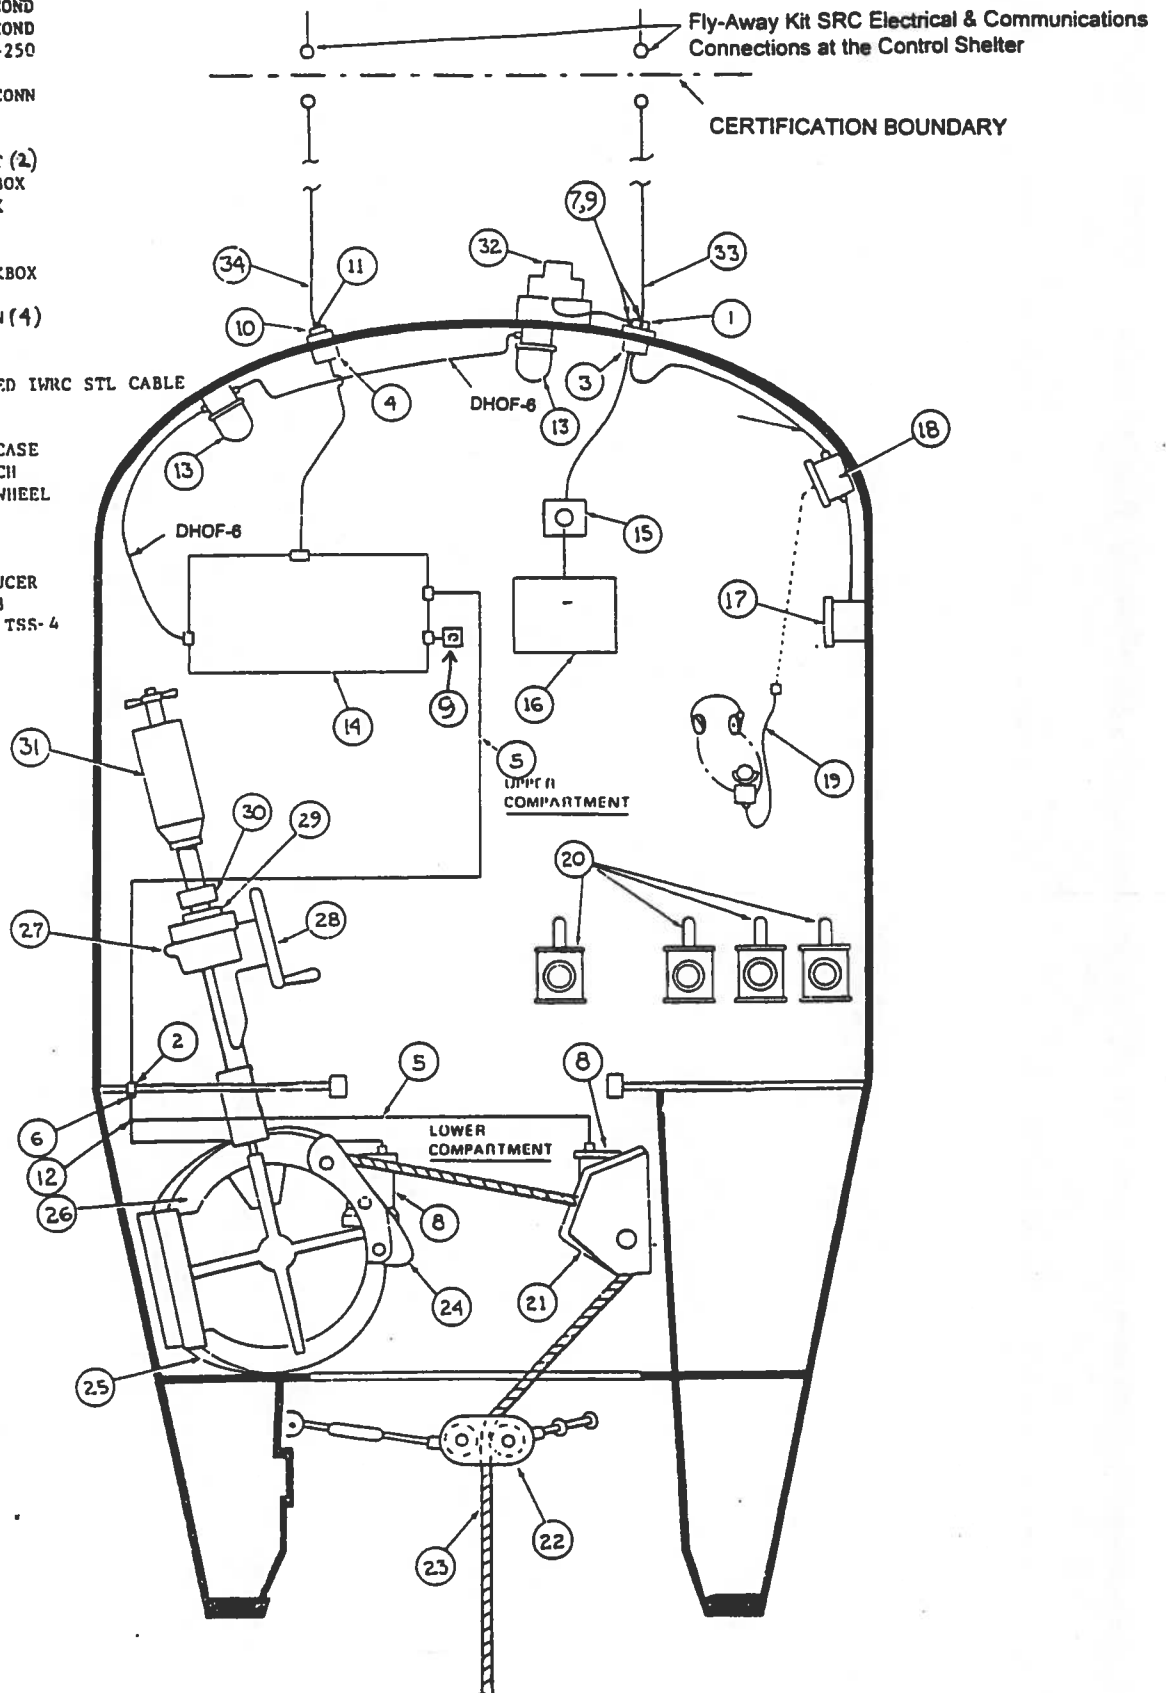 COND
COND
-250
CONN
T (2)
BOX
X
KBOX
N (4)
ED IWRC STL CABLE
CASE
CH
WHEEL
UCER
B
TSS-4
Fly-Away Kit SRC Electrical & Communications
Connections at the Control Shelter
CERTIFICATION BOUNDARY
7,9
32
33
34
11
10
1
3
4
DHOF-6
13
13
18
DHOF-6
15
17
14
9
16
5
31
19
UPPER
COMPARTMENT
30
29
20
27
28
2
5
8
6
LOWER
COMPARTMENT
12
26
8
24
21
25
23
22